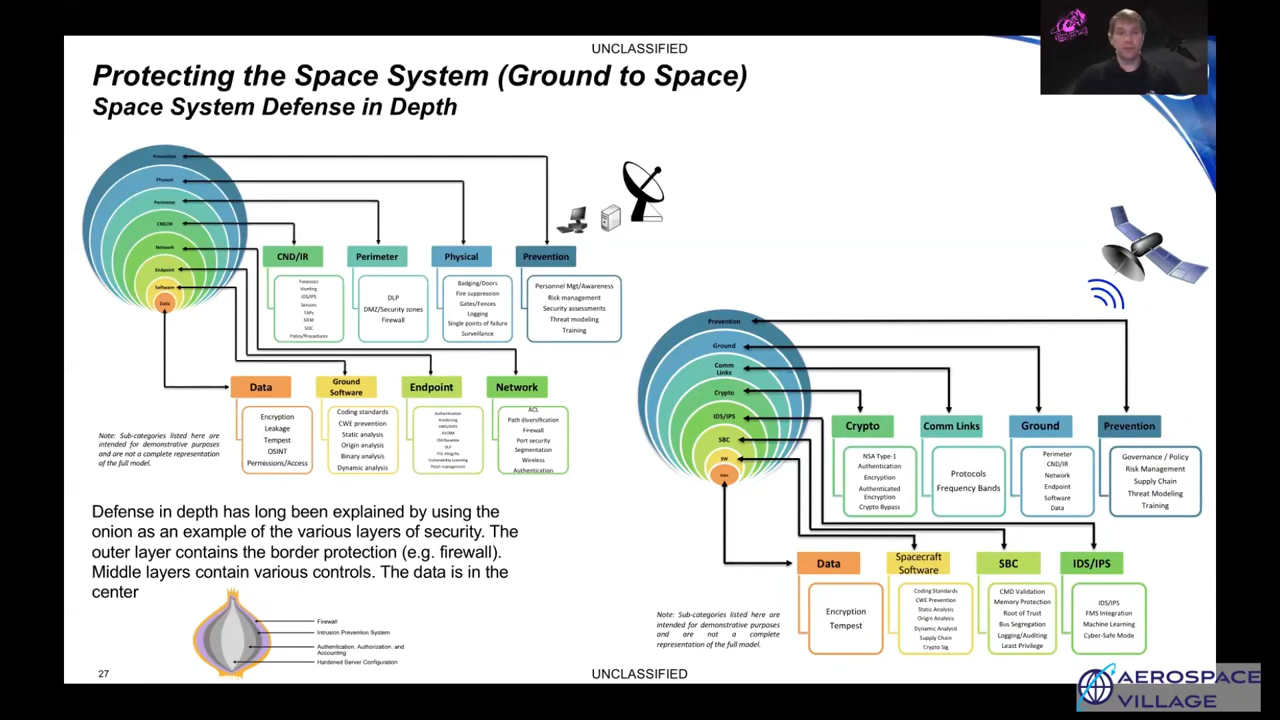 UNCLASSIFIED
Protecting the Space System (Ground to Space)
Space System Defense in Depth
Prevention
Physical
Perimeter
CND/IR
Network
Endpoint
Software
Data
CND/IR
Forensics
Hunting
IDS/IPS
Sensors
TAPs
SIEM
SOC
Policy/Procedures
Perimeter
DLP
DMZ/Security zones
Firewall
Physical
Badging/Doors
Fire suppression
Gates/Fences
Logging
Single points of failure
Surveillance
Prevention
Personnel Mgt/Awareness
Risk management
Security assessments
Threat modeling
Training
Data
Encryption
Leakage
Tempest
OSINT
Permissions/Access
Ground
Software
Coding standards
CWE prevention
Static analysis
Origin analysis
Binary analysis
Dynamic analysis
Endpoint
Authentication
Hardening
DLP
File integrity
Vulnerability scanning
Patch management
Network
ACL
Path diversification
Firewall
Port security
Segmentation
Wireless
Authentication
Note: Sub-categories listed here are
intended for demonstrative purposes
and are not a complete representation
of the full model.
Defense in depth has long been explained by using the
onion as an example of the various layers of security. The
outer layer contains the border protection (e.g. firewall).
Middle layers contain various controls. The data is in the
center
Firewall
Intrusion Prevention System
Authentication, Authorization, and
Accounting
Hardened Server Configuration
Prevention
Ground
Comm
Links
Crypto
IDS/IPS
SBC
SW
Data
Crypto
NSA Type-1
Authentication
Encryption
Authenticated
Encryption
Crypto Bypass
Comm Links
Protocols
Frequency Bands
Ground
Perimeter
CND/IR
Network
Endpoint
Software
Data
Prevention
Governance / Policy
Risk Management
Supply Chain
Threat Modeling
Training
Data
Encryption
Tempest
Spacecraft
Software
Coding Standards
CWE Prevention
Static Analysis
Origin Analysis
Dynamic Analysis
Supply Chain
Crypto Sig
SBC
CMD Validation
Memory Protection
Root of Trust
Bus Segregation
Logging/Auditing
Least Privilege
IDS/IPS
IDS/IPS
FMS Integration
Machine Learning
Cyber-Safe Mode
Note: Sub-categories listed here are
intended for demonstrative purposes
and are not a complete
representation of the full model.
27
UNCLASSIFIED
AEROSPACE
VILLAGE